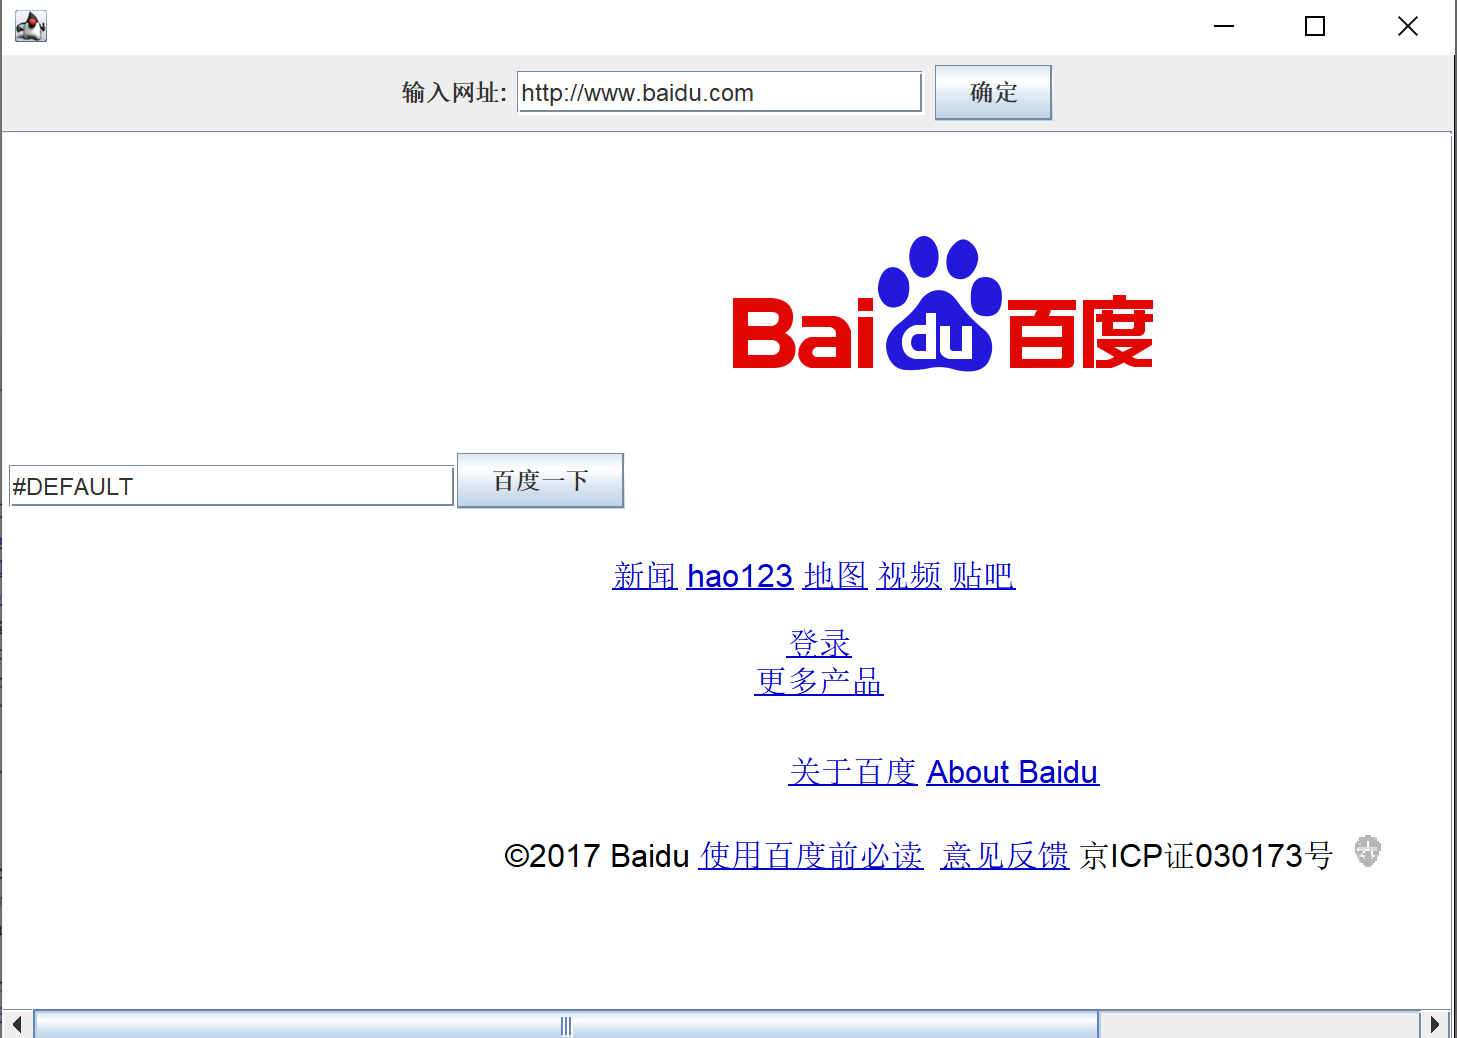 输入网址: http://www.baidu.com 确定
Bai du 百度
#DEFAULT 百度一下
新闻 hao123 地图 视频 贴吧
登录
更多产品
关于百度 About Baidu
©2017 Baidu 使用百度前必读 意见反馈 京ICP证030173号